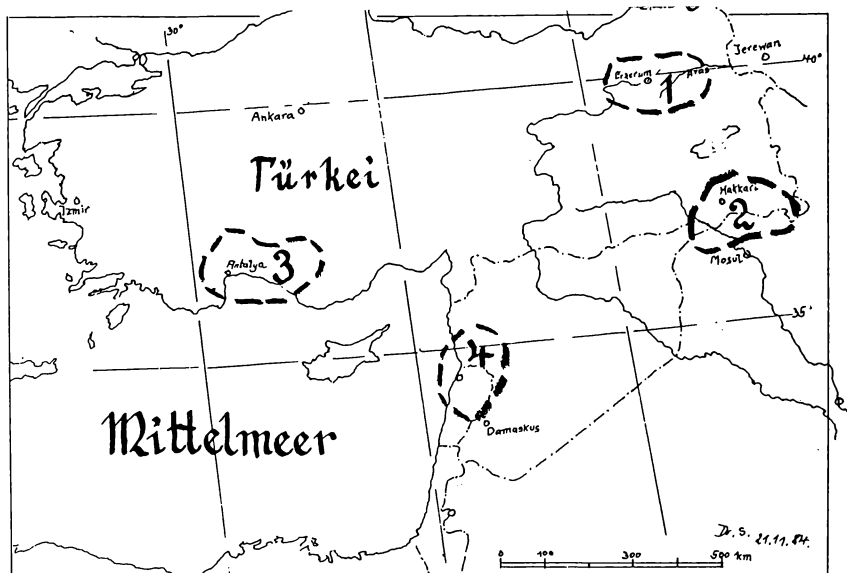 30°
Jerewan
40°
Erzerum
Aras
1
Ankara
Türkei
Hakkari
2
Izmir
Mosul
Antalya
3
35°
4
Mittelmeer
Damaskus
Dr. S. 21.11.84.
0 100 300 500 km